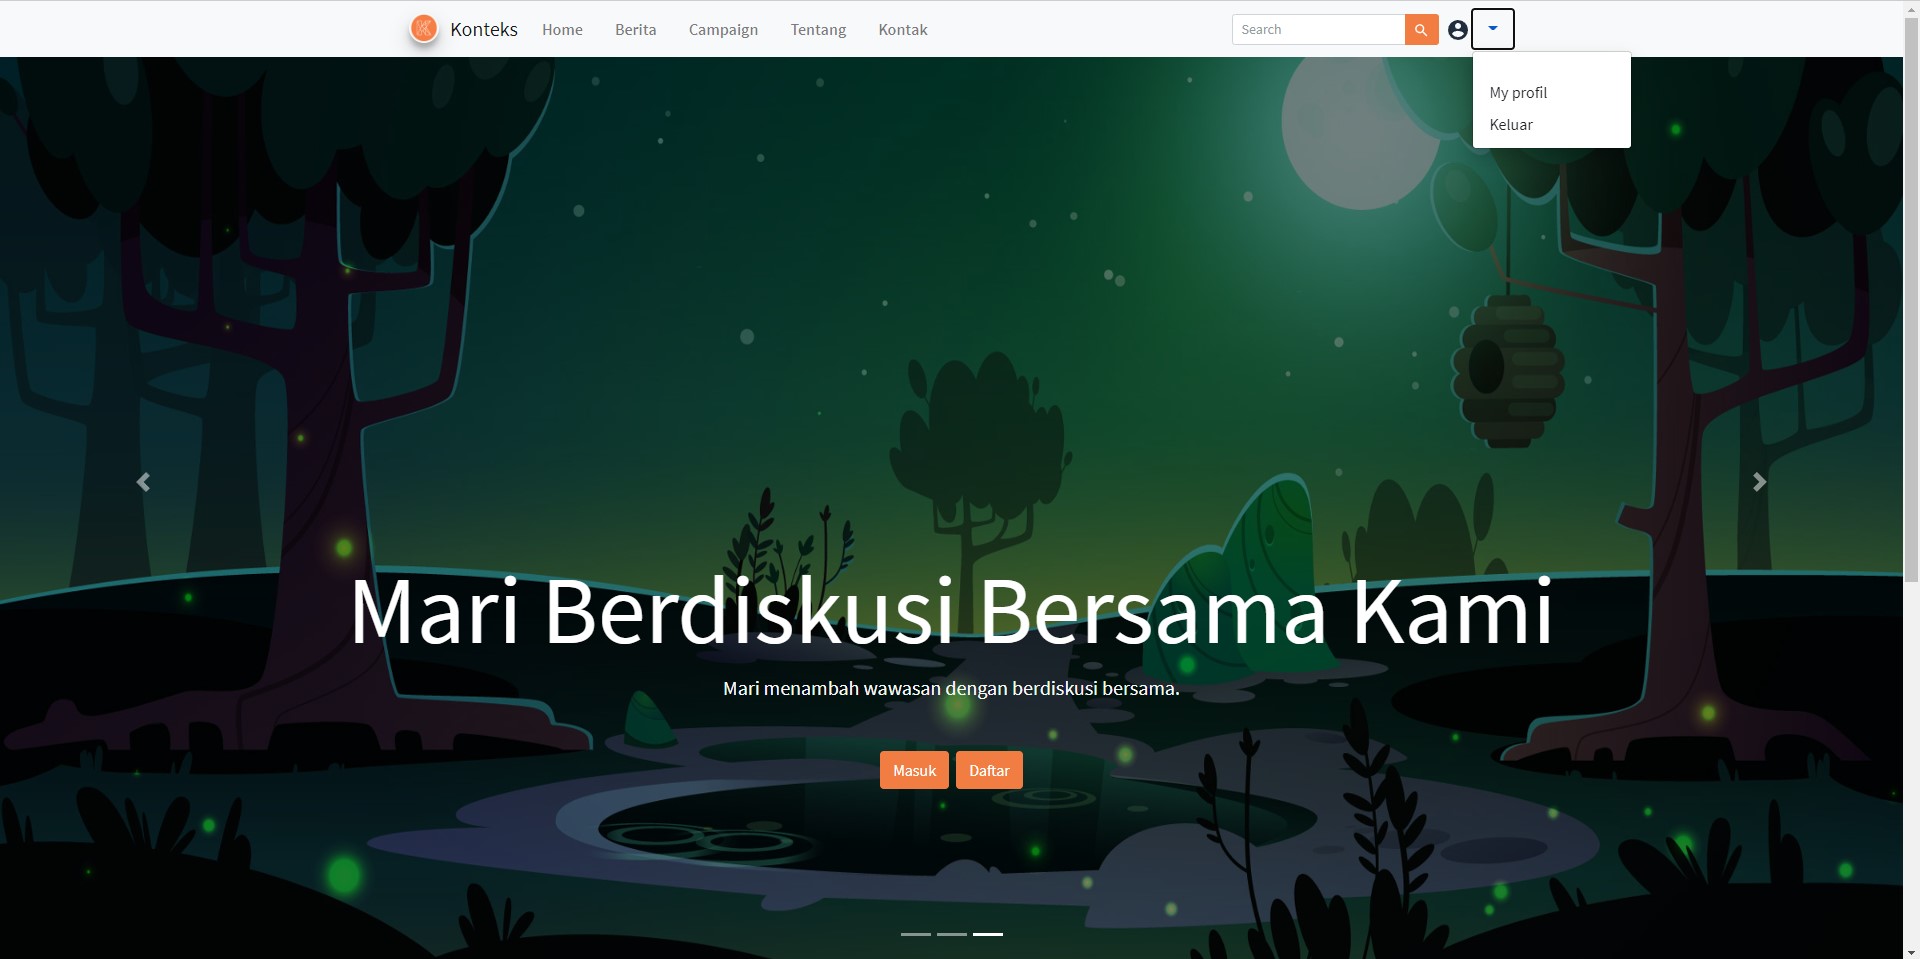 Konteks
Home
Berita
Campaign
Tentang
Kontak
Search
My profil
Keluar
Mari Berdiskusi Bersama Kami
Mari menambah wawasan dengan berdiskusi bersama.
Masuk
Daftar